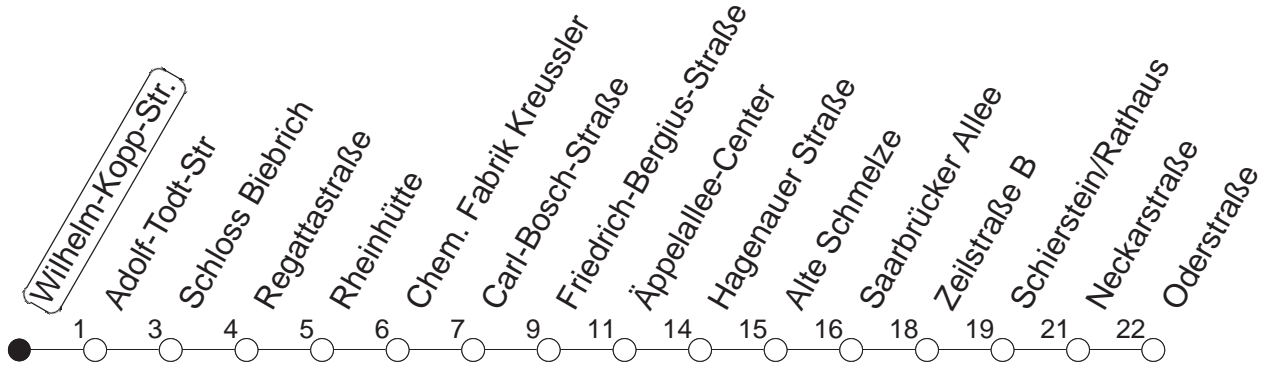 Wilhelm-Kopp-Str.
Adolf-Todt-Str
Schloss Biebrich
Regattastraße
Rheinhütte
Chem. Fabrik Kreussler
Carl-Bosch-Straße
Friedrich-Bergius-Straße
Äppelallee-Center
Hagenauer Straße
Alte Schmelze
Saarbrücker Allee
Zeilstraße B
Schierstein/Rathaus
Neckarstraße
Oderstraße
1 3 4 5 6 7 9 11 14 15 16 18 19 21 22